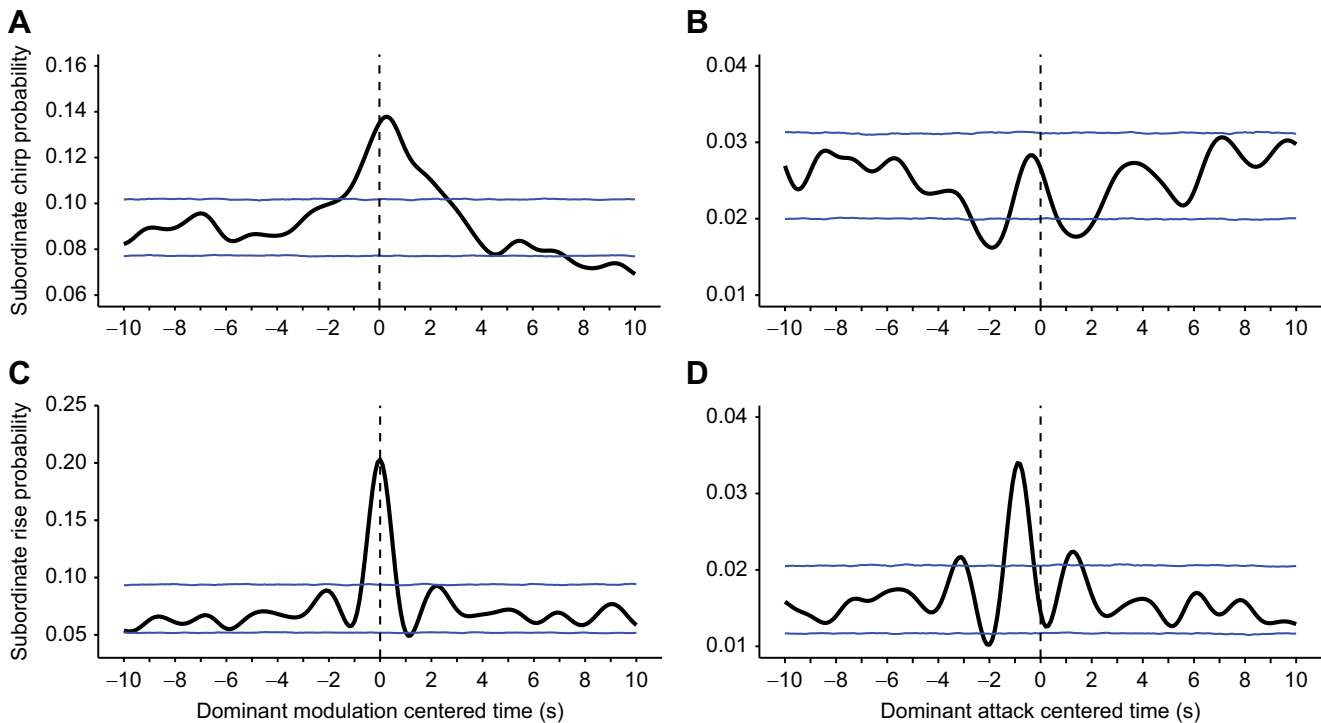 A
Subordinate chirp probability
0.16
0.14
0.12
0.10
0.08
0.06
–10 –8 –6 –4 –2 0 2 4 6 8 10
B
0.04
0.03
0.02
0.01
–10 –8 –6 –4 –2 0 2 4 6 8 10
C
Subordinate rise probability
0.25
0.20
0.15
0.10
0.05
–10 –8 –6 –4 –2 0 2 4 6 8 10
Dominant modulation centered time (s)
D
0.04
0.03
0.02
0.01
–10 –8 –6 –4 –2 0 2 4 6 8 10
Dominant attack centered time (s)